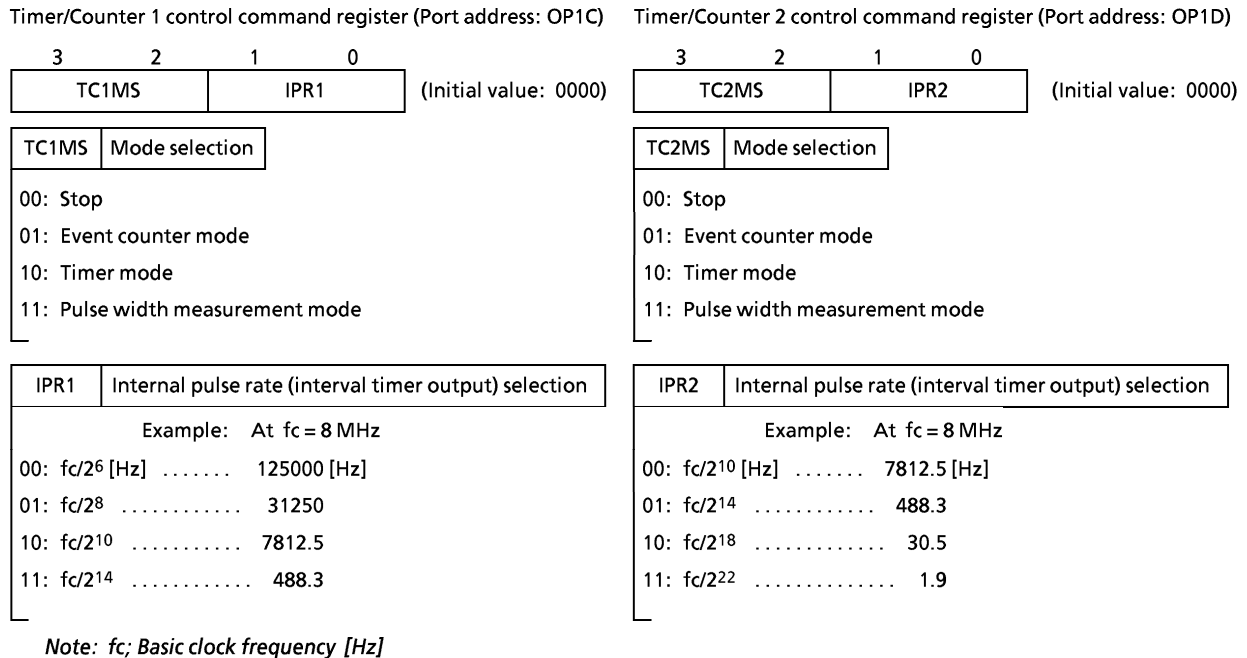 Timer/Counter 1 control command register (Port address: OP1C)
3 2 1 0
TC1MS IPR1 (Initial value: 0000)
TC1MS Mode selection
00: Stop
01: Event counter mode
10: Timer mode
11: Pulse width measurement mode
IPR1 Internal pulse rate (interval timer output) selection
Example: At fc = 8 MHz
00: fc/2⁶ [Hz] ....... 125000 [Hz]
01: fc/2⁸ ............ 31250
10: fc/2¹⁰ ........... 7812.5
11: fc/2¹⁴ ............ 488.3
Note: fc; Basic clock frequency [Hz]
Timer/Counter 2 control command register (Port address: OP1D)
3 2 1 0
TC2MS IPR2 (Initial value: 0000)
TC2MS Mode selection
00: Stop
01: Event counter mode
10: Timer mode
11: Pulse width measurement mode
IPR2 Internal pulse rate (interval timer output) selection
Example: At fc = 8 MHz
00: fc/2¹⁰ [Hz] ....... 7812.5 [Hz]
01: fc/2¹⁴ ............ 488.3
10: fc/2¹⁸ ............. 30.5
11: fc/2²² .............. 1.9